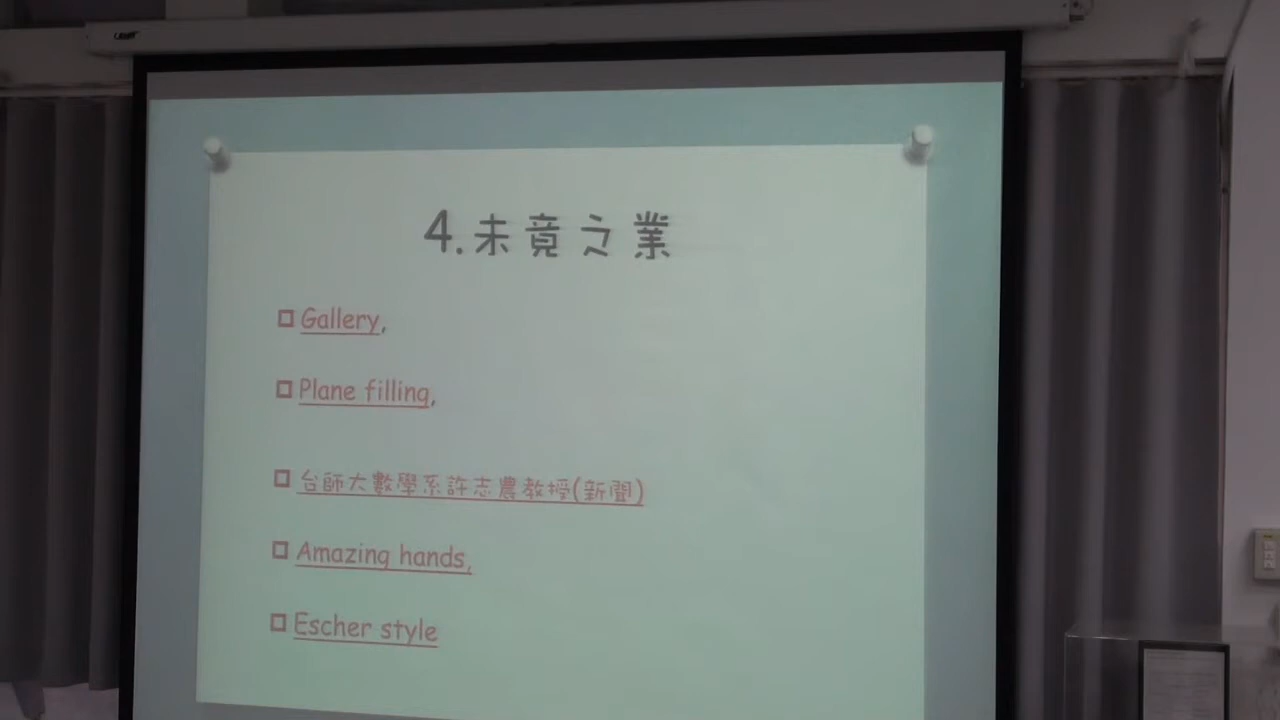 4.未竟之業
Gallery,
Plane filling,
台師大數學系許志農教授(新聞)
Amazing hands,
Escher style